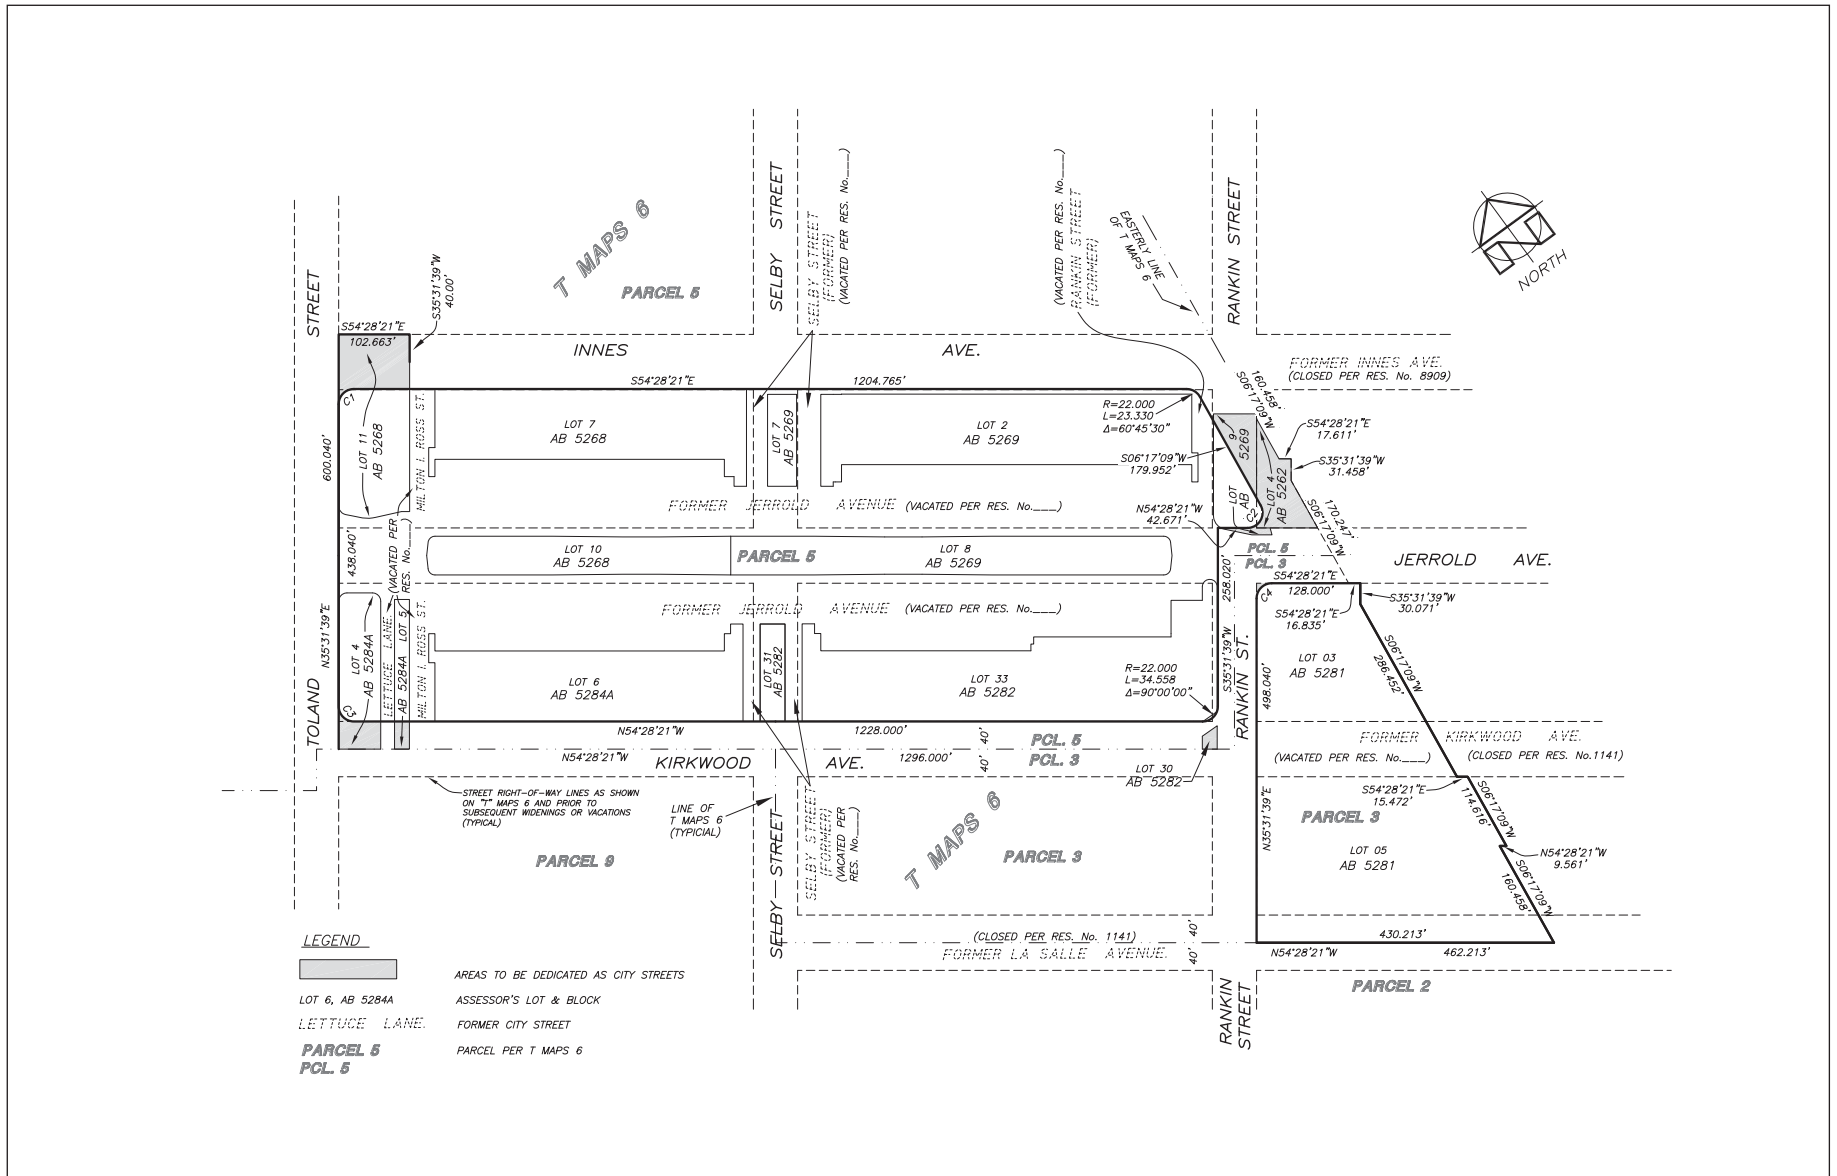 STREET
TOLAND
SELBY STREET
SELBY STREET
(FORMER)
(VACATED PER RES. No.___)
(VACATED PER RES. No.___)
RANKIN STREET
(FORMER)
EASTERLY LINE
OF T MAPS 6
RANKIN STREET
NORTH
T MAPS 6
PARCEL 5
S35°31'39"W
40.00'
S54°28'21"E
102.663'
INNES
AVE.
FORMER INNES AVE.
(CLOSED PER RES. No. 8909)
S54°28'21"E
1204.765'
160.458'
S06°17'09"W
C1
LOT 11
AB 5268
MILTON I. ROSS ST.
LOT 7
AB 5268
LOT 7
AB 5269
LOT 2
AB 5269
R=22.000
L=23.330
Δ=60°45'30"
S06°17'09"W
179.952'
LOT 9
AB 5269
LOT 4
AB 5262
C2
S54°28'21"E
17.611'
S35°31'39"W
31.458'
170.247'
S06°17'09"W
600.040'
FORMER JERROLD AVENUE (VACATED PER RES. No.___)
N54°28'21"W
42.671'
438.040'
(VACATED PER
RES. No.___)
LOT 10
AB 5268
PARCEL 5
LOT 8
AB 5269
PCL. 5
PCL. 3
JERROLD AVE.
258.020'
S54°28'21"E
128.000'
C4
S54°28'21"E
16.835'
S35°31'39"W
30.071'
FORMER JERROLD AVENUE (VACATED PER RES. No.___)
N35°31'39"E
LOT 4
AB 5284A
LETTUCE LANE.
AB 5284A LOT 5
MILTON I. ROSS ST.
C3
LOT 6
AB 5284A
LOT 31
AB 5282
LOT 33
AB 5282
R=22.000
L=34.558
Δ=90°00'00"
S35°31'39"W
RANKIN ST.
498.040'
LOT 03
AB 5281
S06°17'09"W
286.452'
N54°28'21"W
1228.000'
40'
PCL. 5
FORMER KIRKWOOD AVE.
(VACATED PER RES. No.___)
(CLOSED PER RES. No.1141)
N54°28'21"W
KIRKWOOD
AVE.
1296.000'
40'
PCL. 3
LOT 30
AB 5282
STREET RIGHT-OF-WAY LINES AS SHOWN
ON "T" MAPS 6 AND PRIOR TO
SUBSEQUENT WIDENINGS OR VACATIONS
(TYPICAL)
LINE OF
T MAPS 6
(TYPICIAL)
SELBY STREET
(FORMER)
(VACATED PER
RES. No.___)
T MAPS 6
S54°28'21"E
15.472'
S06°17'09"W
114.616'
N35°31'39"E
PARCEL 3
PARCEL 9
PARCEL 3
LOT 05
AB 5281
N54°28'21"W
9.561'
S06°17'09"W
160.458'
SELBY STREET
(CLOSED PER RES. No. 1141)
FORMER LA SALLE AVENUE.
40'
40'
430.213'
N54°28'21"W
462.213'
RANKIN
STREET
PARCEL 2
LEGEND
AREAS TO BE DEDICATED AS CITY STREETS
LOT 6, AB 5284A ASSESSOR'S LOT & BLOCK
LETTUCE LANE. FORMER CITY STREET
PARCEL 5 PARCEL PER T MAPS 6
PCL. 5